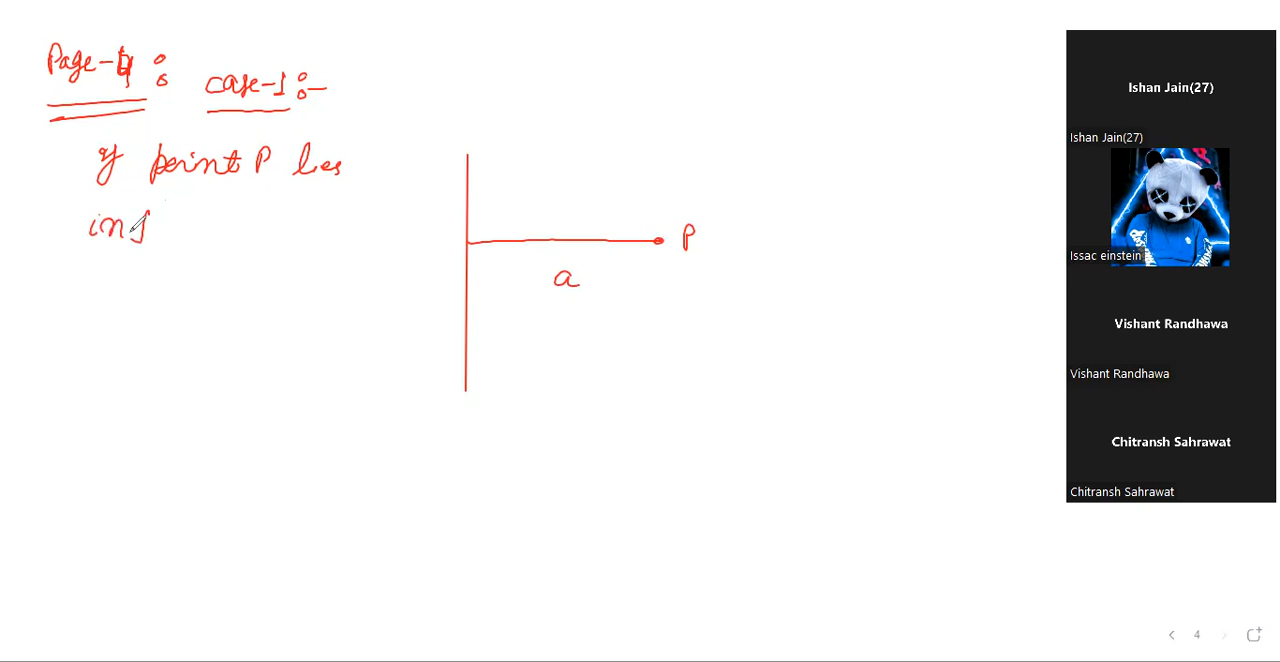 Page-4 :
case-1 :-
If point P lies
inf
P
a
Ishan Jain(27)
Ishan Jain(27)
Issac einstein
Vishant Randhawa
Vishant Randhawa
Chitransh Sahrawat
Chitransh Sahrawat
4